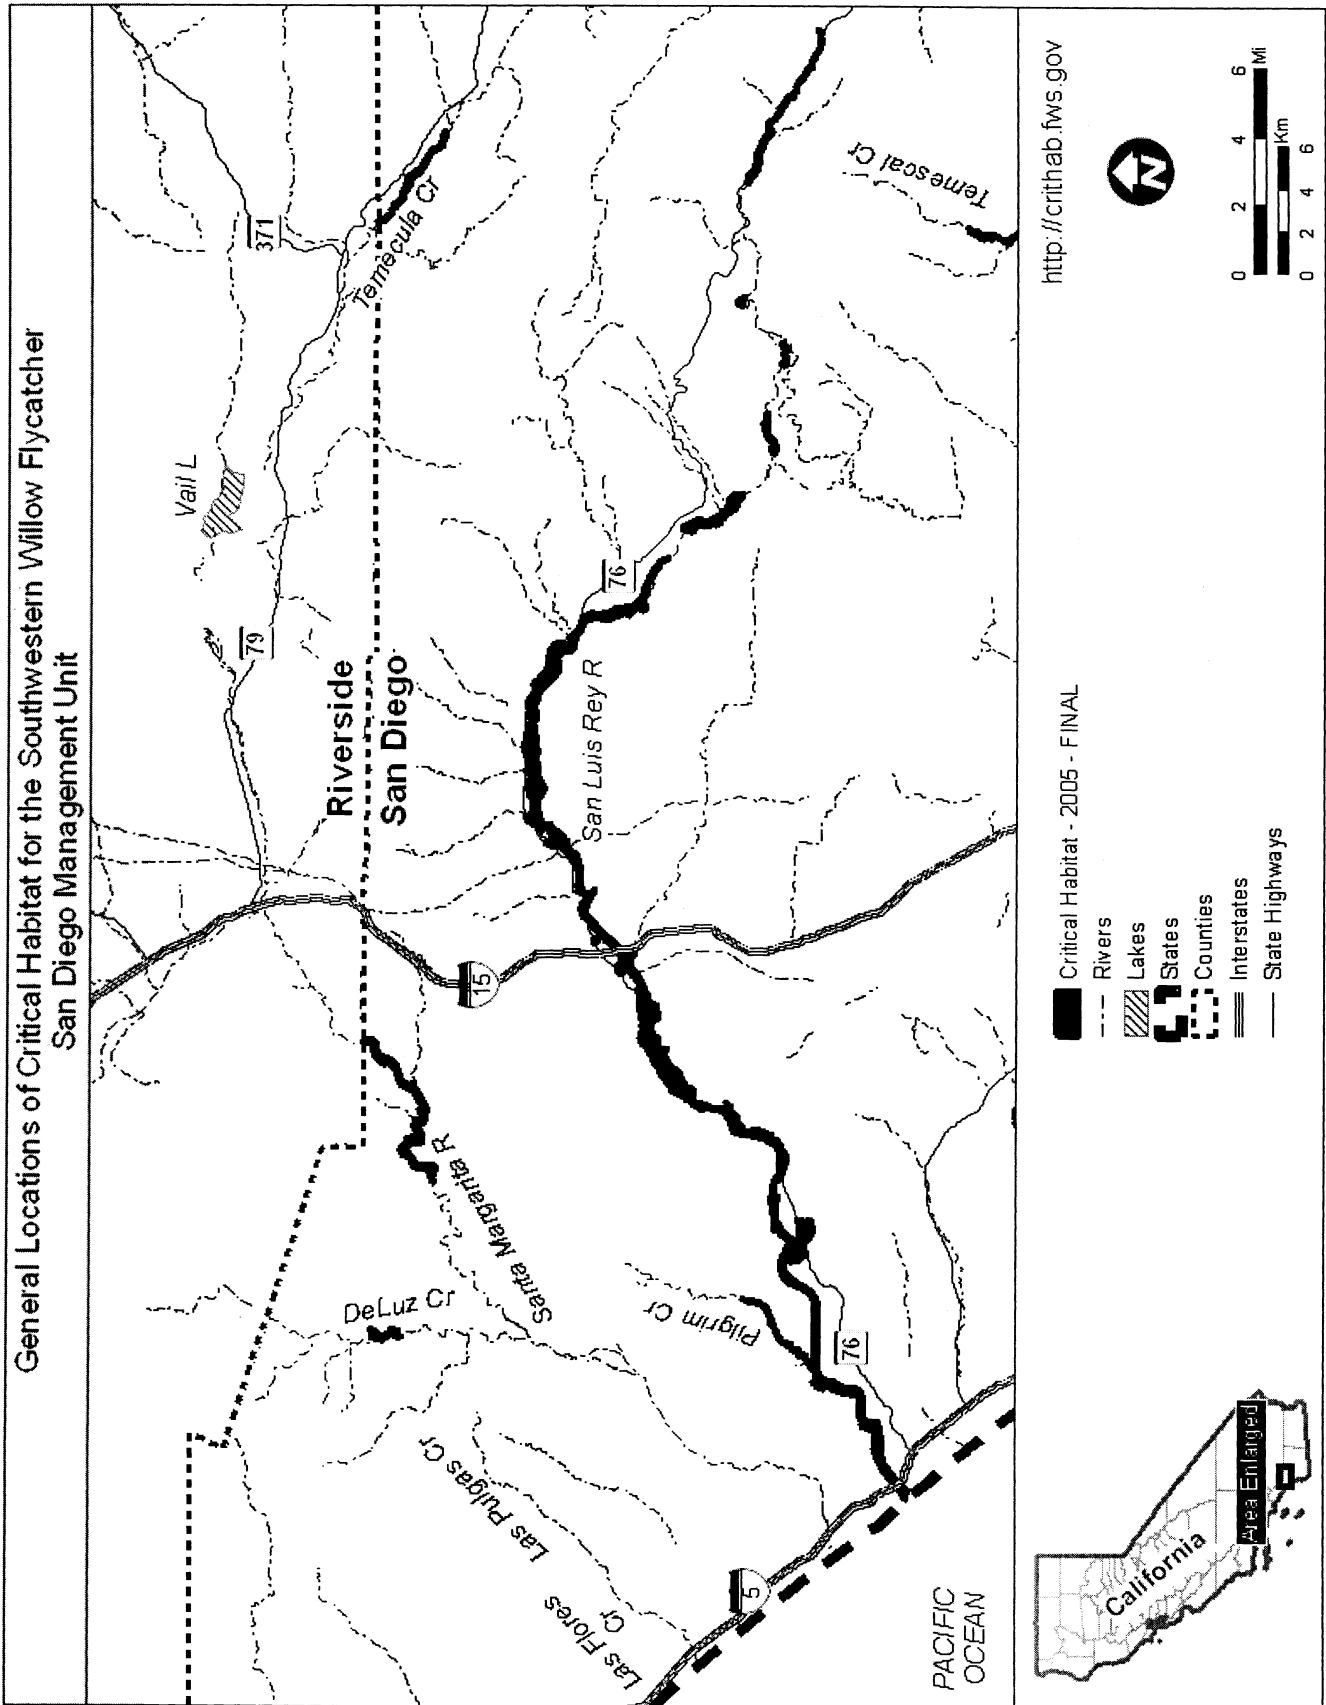 General Locations of Critical Habitat for the Southwestern Willow Flycatcher
San Diego Management Unit
Vail L
371
79
Temecula Cr
Riverside
San Diego
15
DeLuz Cr
Santa Margarita R
Las Pulgas Cr
Las Flores
Cr
76
San Luis Rey R
Pilgrim Cr
76
5
Temescal Cr
PACIFIC
OCEAN
California
Area Enlarged
Critical Habitat - 2005 - FINAL
Rivers
Lakes
States
Counties
Interstates
State Highways
http://crithab.fws.gov
N
0 2 4 6
Mi
Km
0 2 4 6